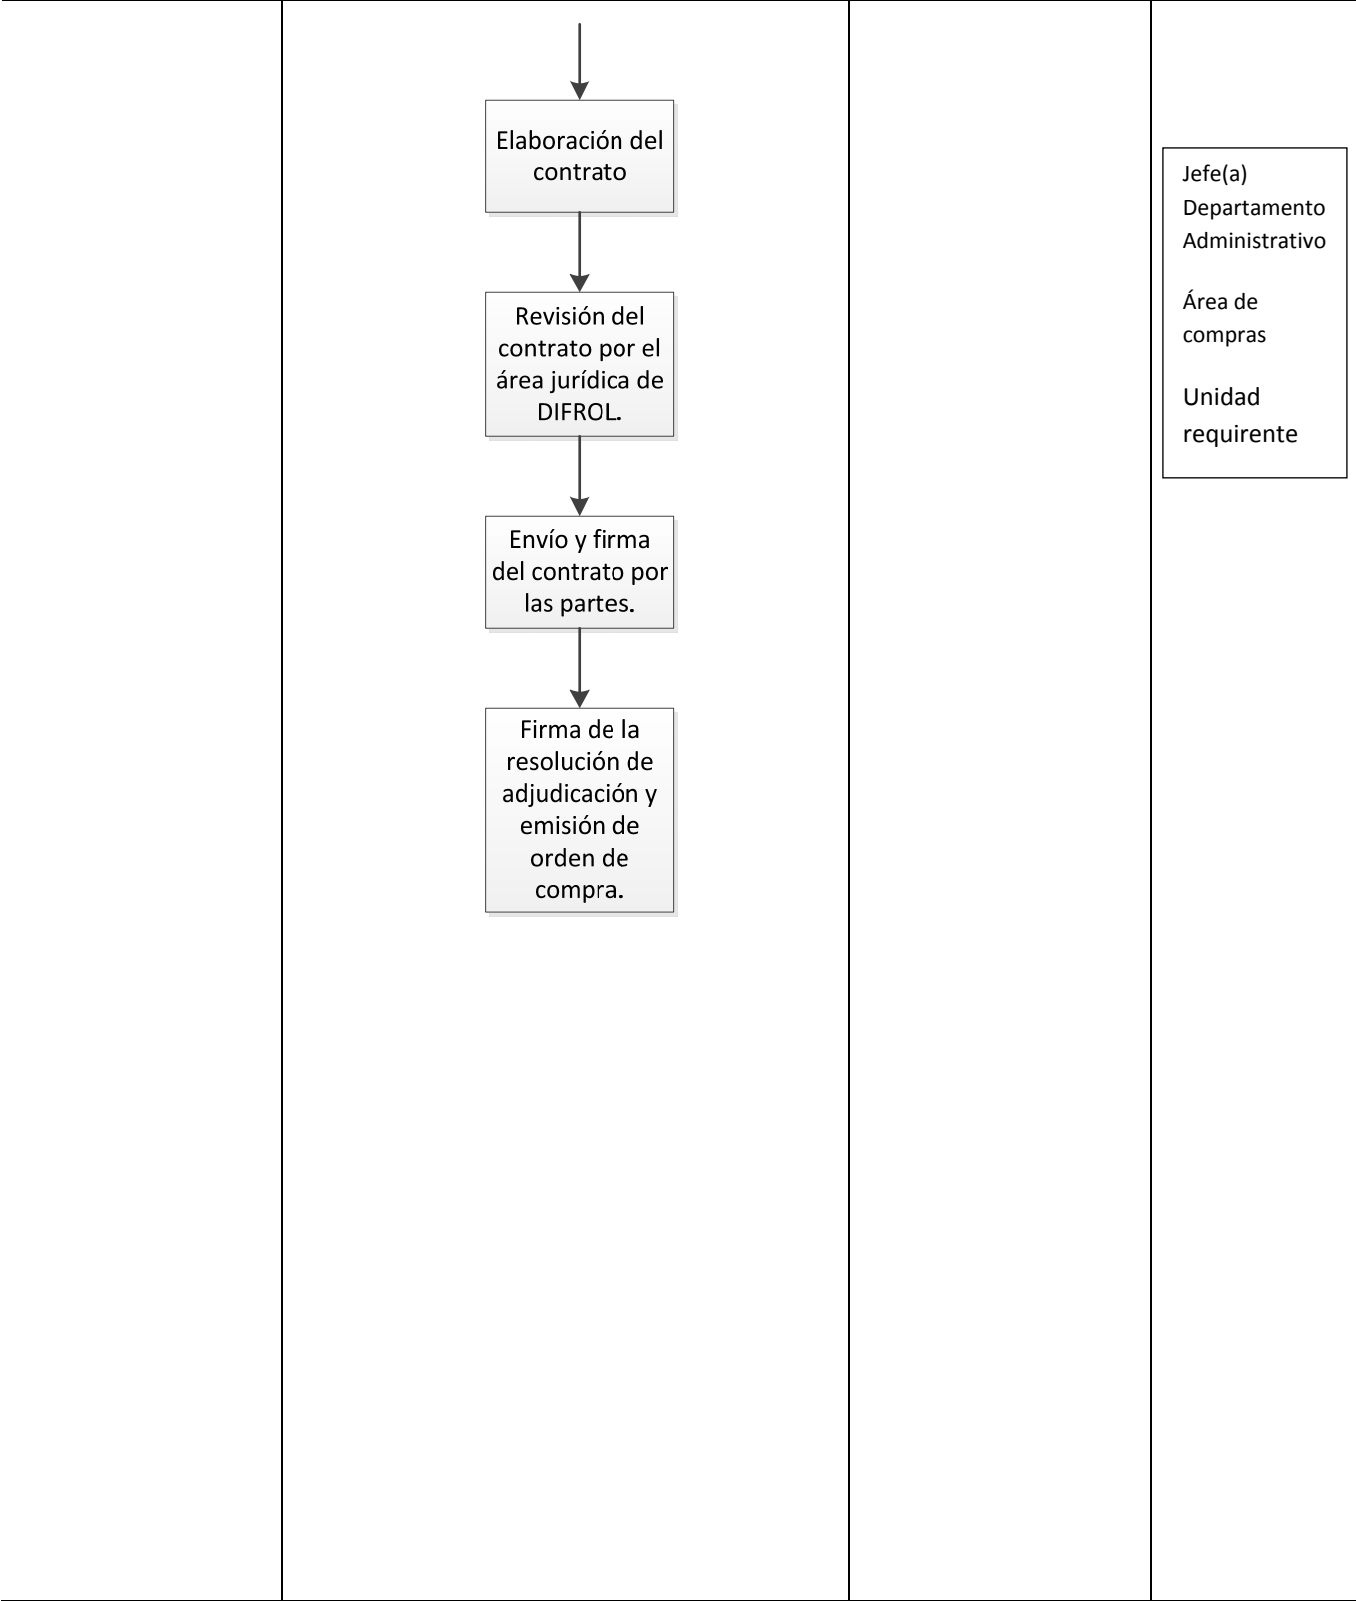 Elaboración del
contrato
Revisión del
contrato por el
área jurídica de
DIFROL.
Envío y firma
del contrato por
las partes.
Firma de la
resolución de
adjudicación y
emisión de
orden de
compra.
Jefe(a)
Departamento
Administrativo
Área de
compras
Unidad
requirente